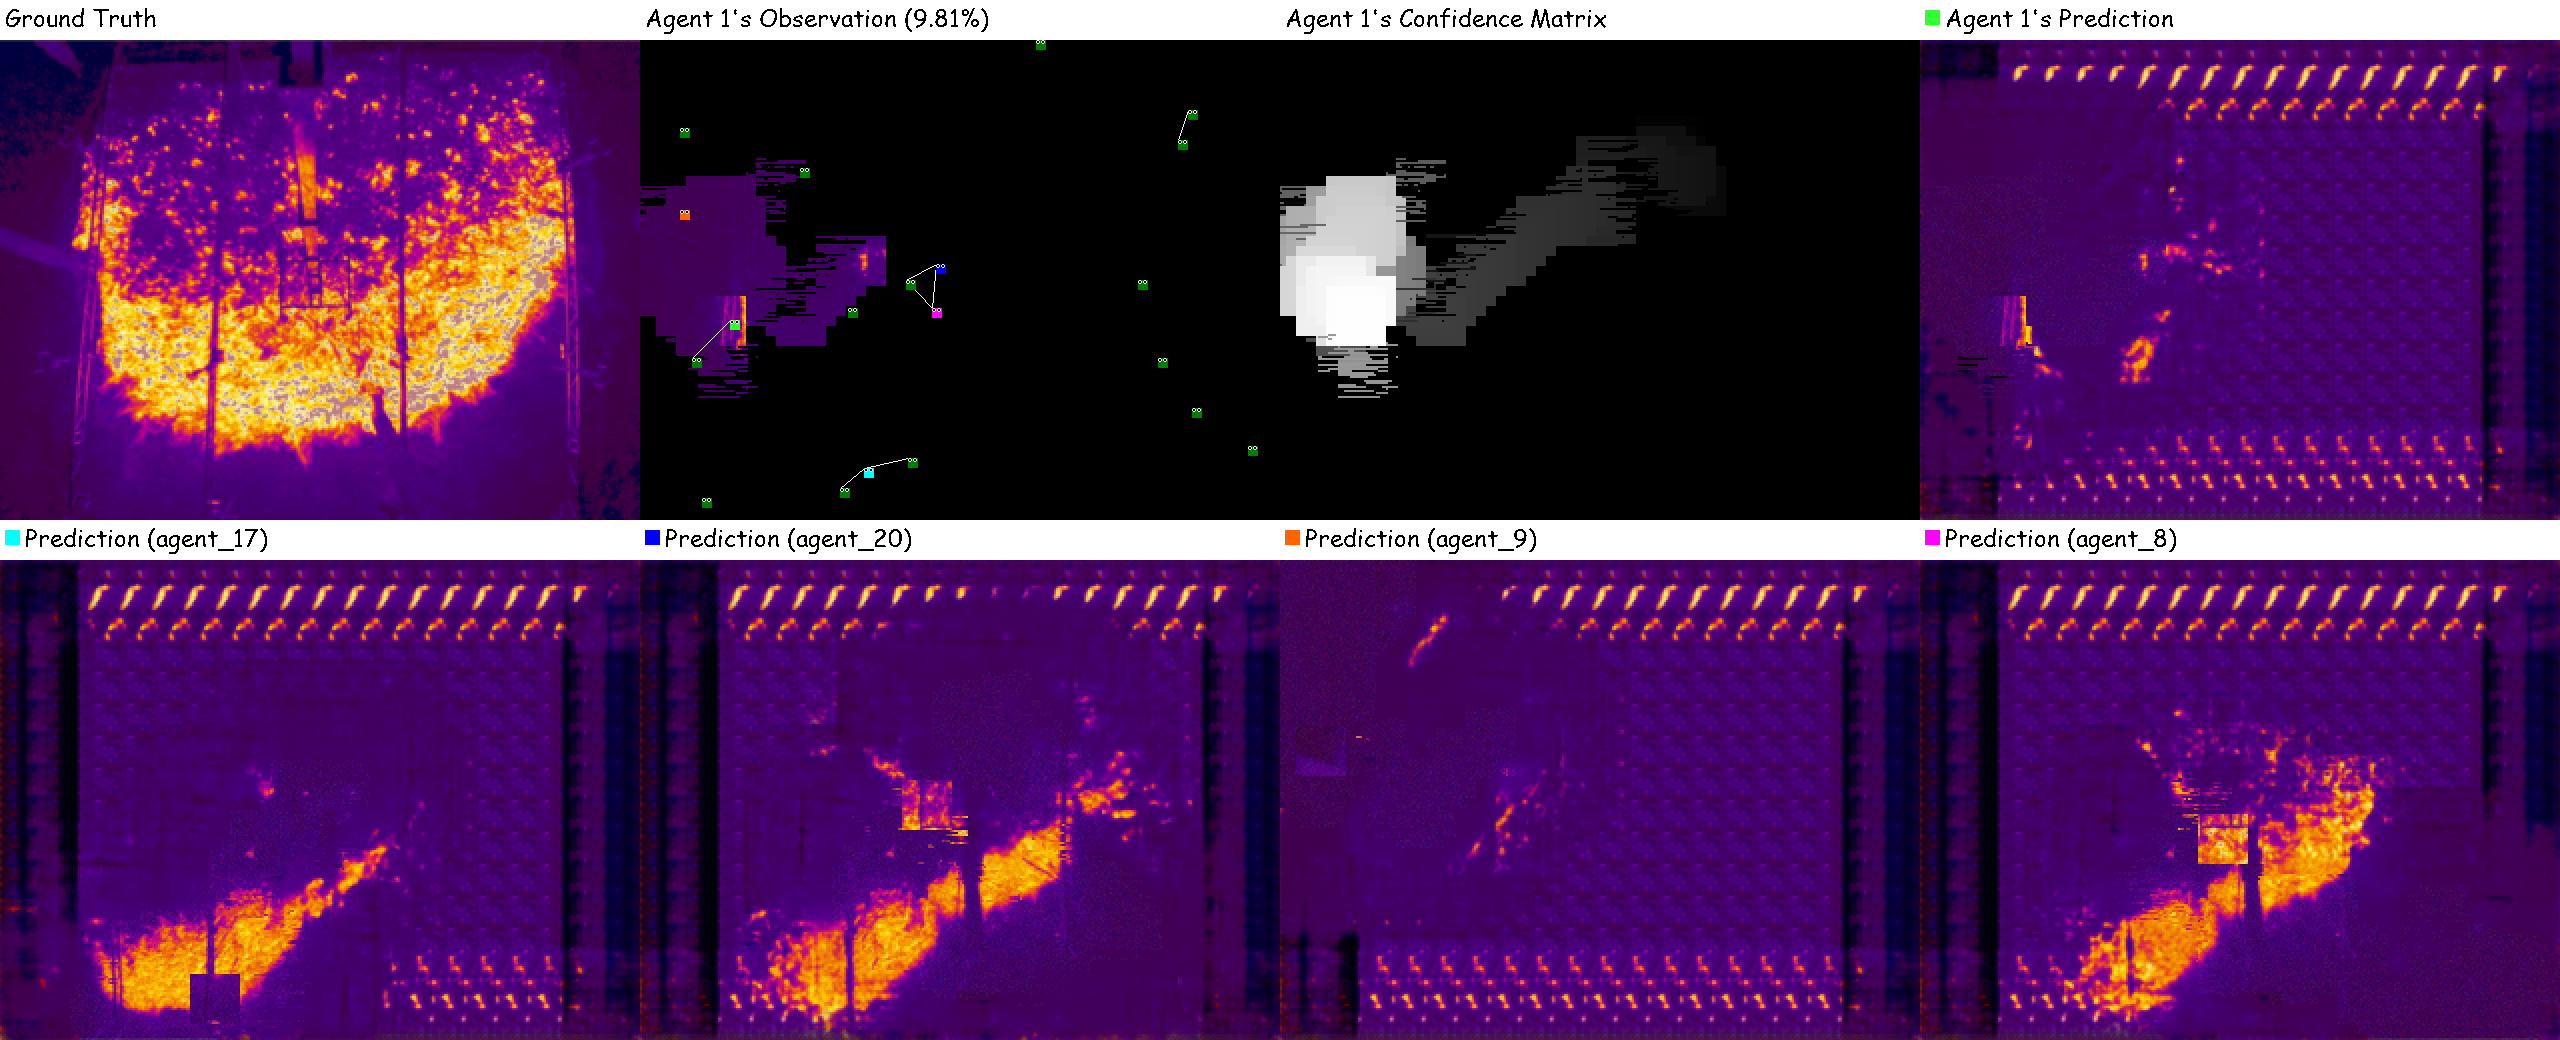 Ground Truth
Agent 1's Observation (9.81%)
Agent 1's Confidence Matrix
Agent 1's Prediction
Prediction (agent_17)
Prediction (agent_20)
Prediction (agent_9)
Prediction (agent_8)